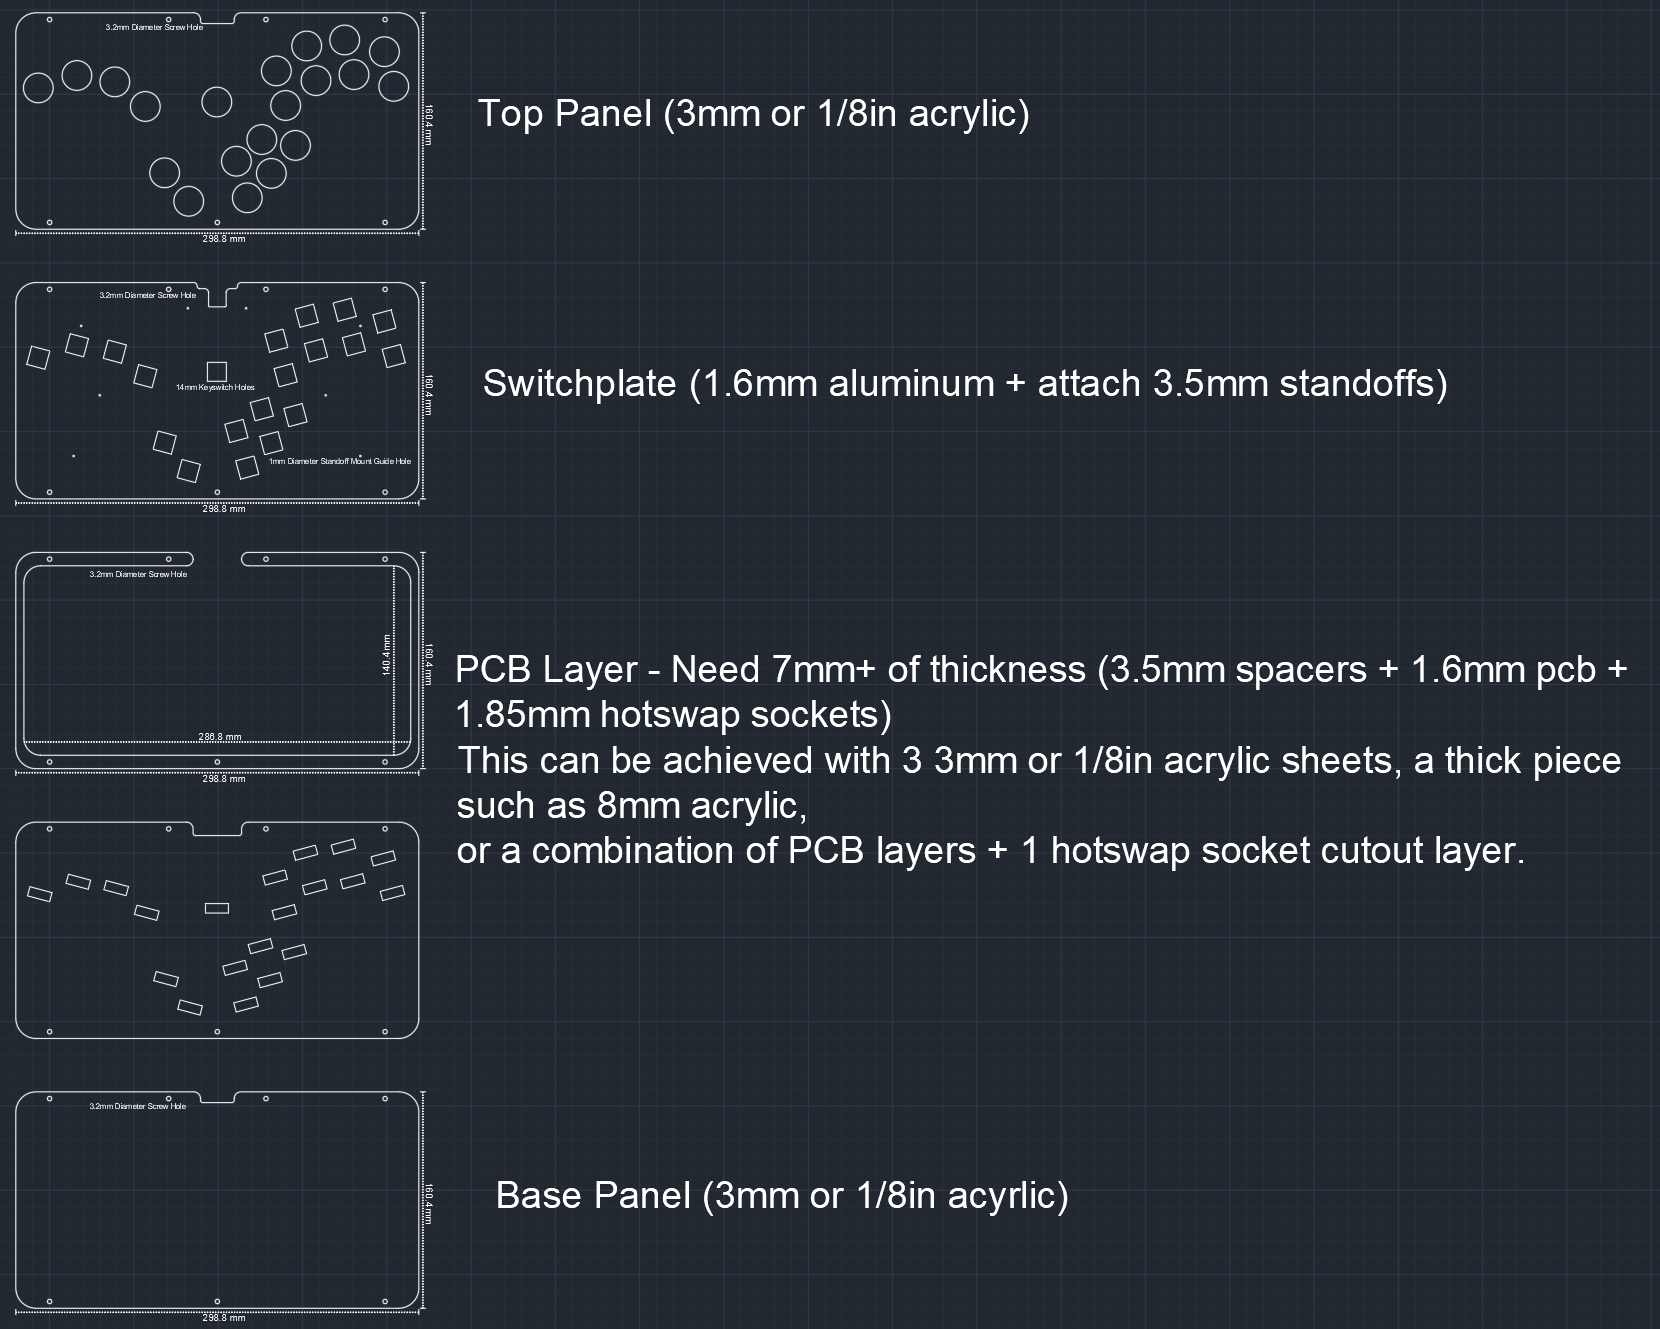 3.2mm Diameter Screw Hole
160.4 mm
Top Panel (3mm or 1/8in acrylic)
298.8 mm
3.2mm Diameter Screw Hole
14mm Keyswitch Holes
160.4 mm
Switchplate (1.6mm aluminum + attach 3.5mm standoffs)
1mm Diameter Standoff Mount Guide Hole
298.8 mm
3.2mm Diameter Screw Hole
140.4 mm
160.4 mm
286.8 mm
298.8 mm
PCB Layer - Need 7mm+ of thickness (3.5mm spacers + 1.6mm pcb +
1.85mm hotswap sockets)
This can be achieved with 3 3mm or 1/8in acrylic sheets, a thick piece
such as 8mm acrylic,
or a combination of PCB layers + 1 hotswap socket cutout layer.
3.2mm Diameter Screw Hole
160.4 mm
Base Panel (3mm or 1/8in acyrlic)
298.8 mm